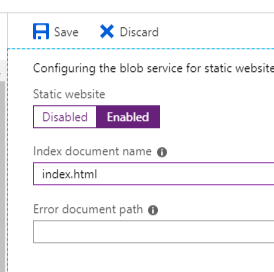 Save Discard
Configuring the blob service for static website
Static website
Disabled Enabled
Index document name
index.html
Error document path